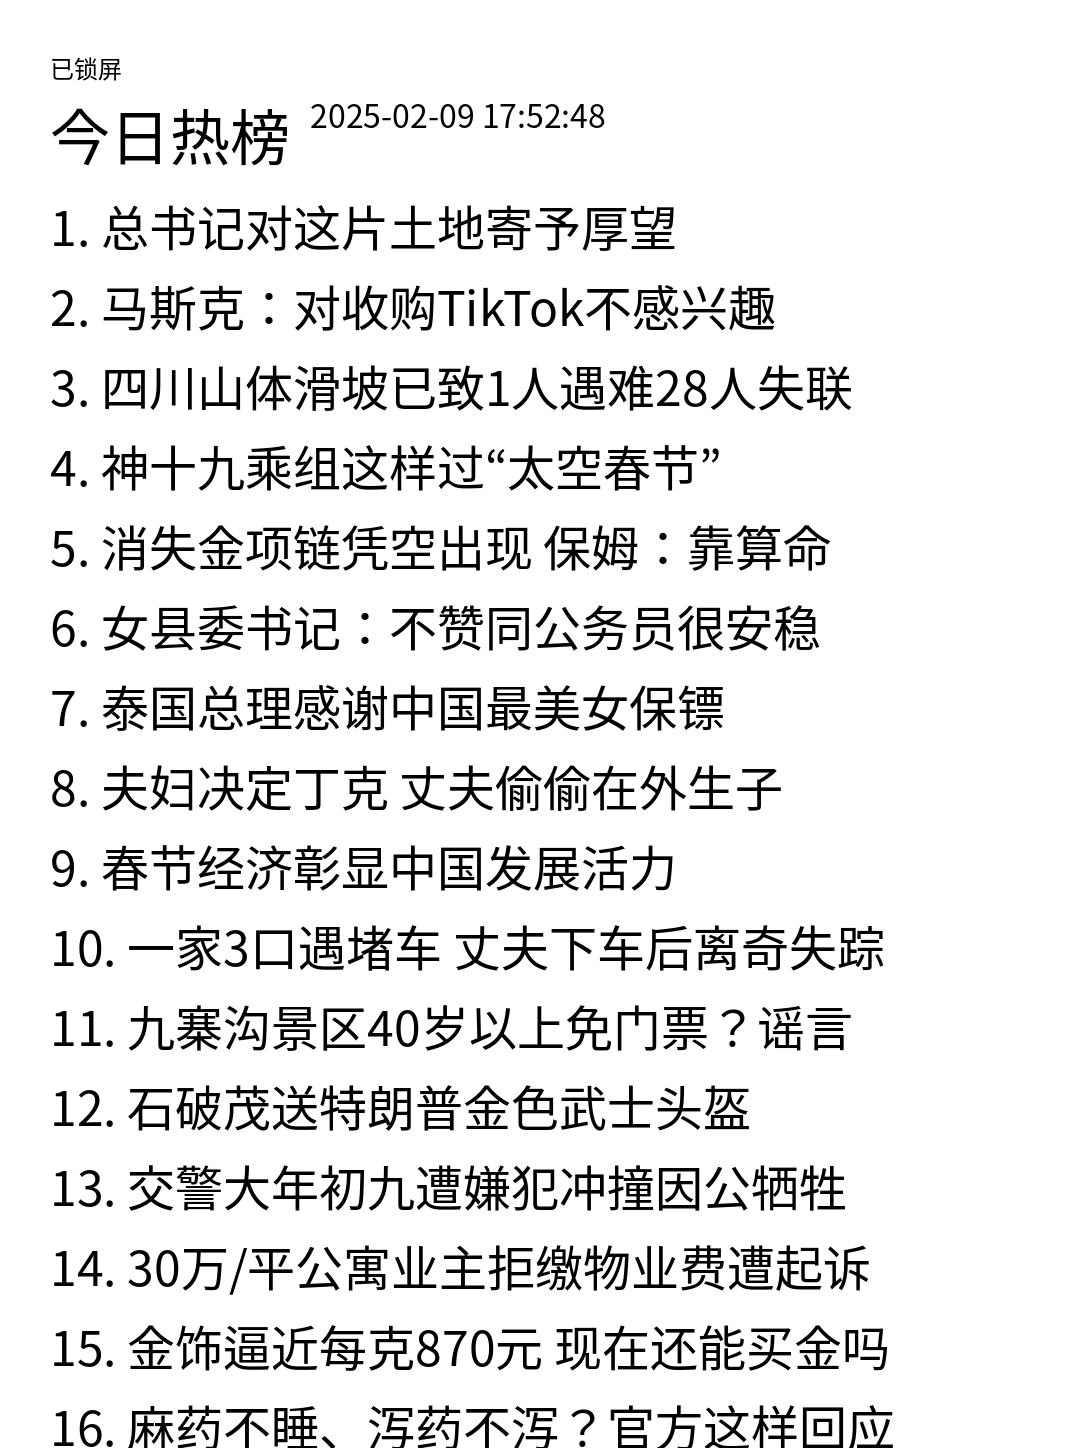 已锁屏
今日热榜 2025-02-09 17:52:48
1. 总书记对这片土地寄予厚望
2. 马斯克：对收购TikTok不感兴趣
3. 四川山体滑坡已致1人遇难28人失联
4. 神十九乘组这样过“太空春节”
5. 消失金项链凭空出现 保姆：靠算命
6. 女县委书记：不赞同公务员很安稳
7. 泰国总理感谢中国最美女保镖
8. 夫妇决定丁克 丈夫偷偷在外生子
9. 春节经济彰显中国发展活力
10. 一家3口遇堵车 丈夫下车后离奇失踪
11. 九寨沟景区40岁以上免门票？谣言
12. 石破茂送特朗普金色武士头盔
13. 交警大年初九遭嫌犯冲撞因公牺牲
14. 30万/平公寓业主拒缴物业费遭起诉
15. 金饰逼近每克870元 现在还能买金吗
16. 麻药不睡、泻药不泻？官方这样回应